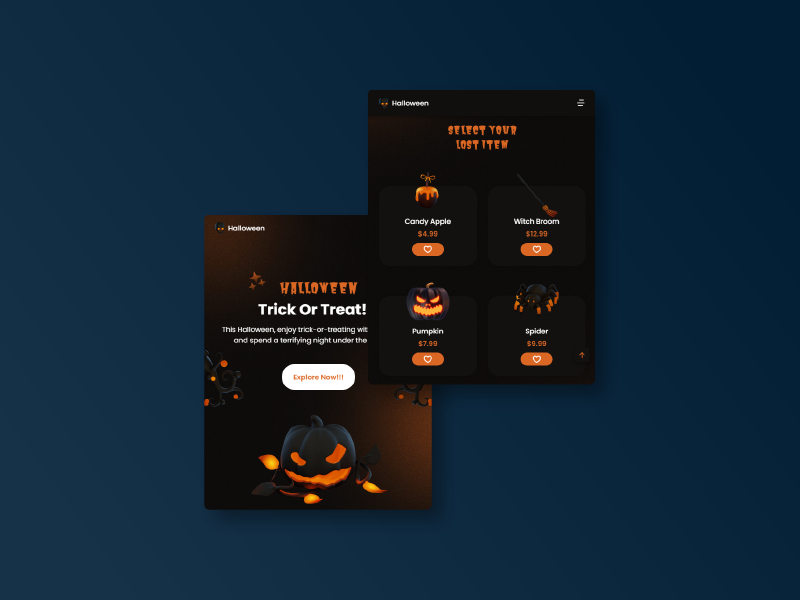 Halloween
SELECT YOUR
LOST ITEM
Candy Apple
$4.99
Witch Broom
$12.99
Pumpkin
$7.99
Spider
$9.99
Halloween
HALLOWEEN
Trick Or Treat!
This Halloween, enjoy trick-or-treating wit
and spend a terrifying night under the
Explore Now!!!